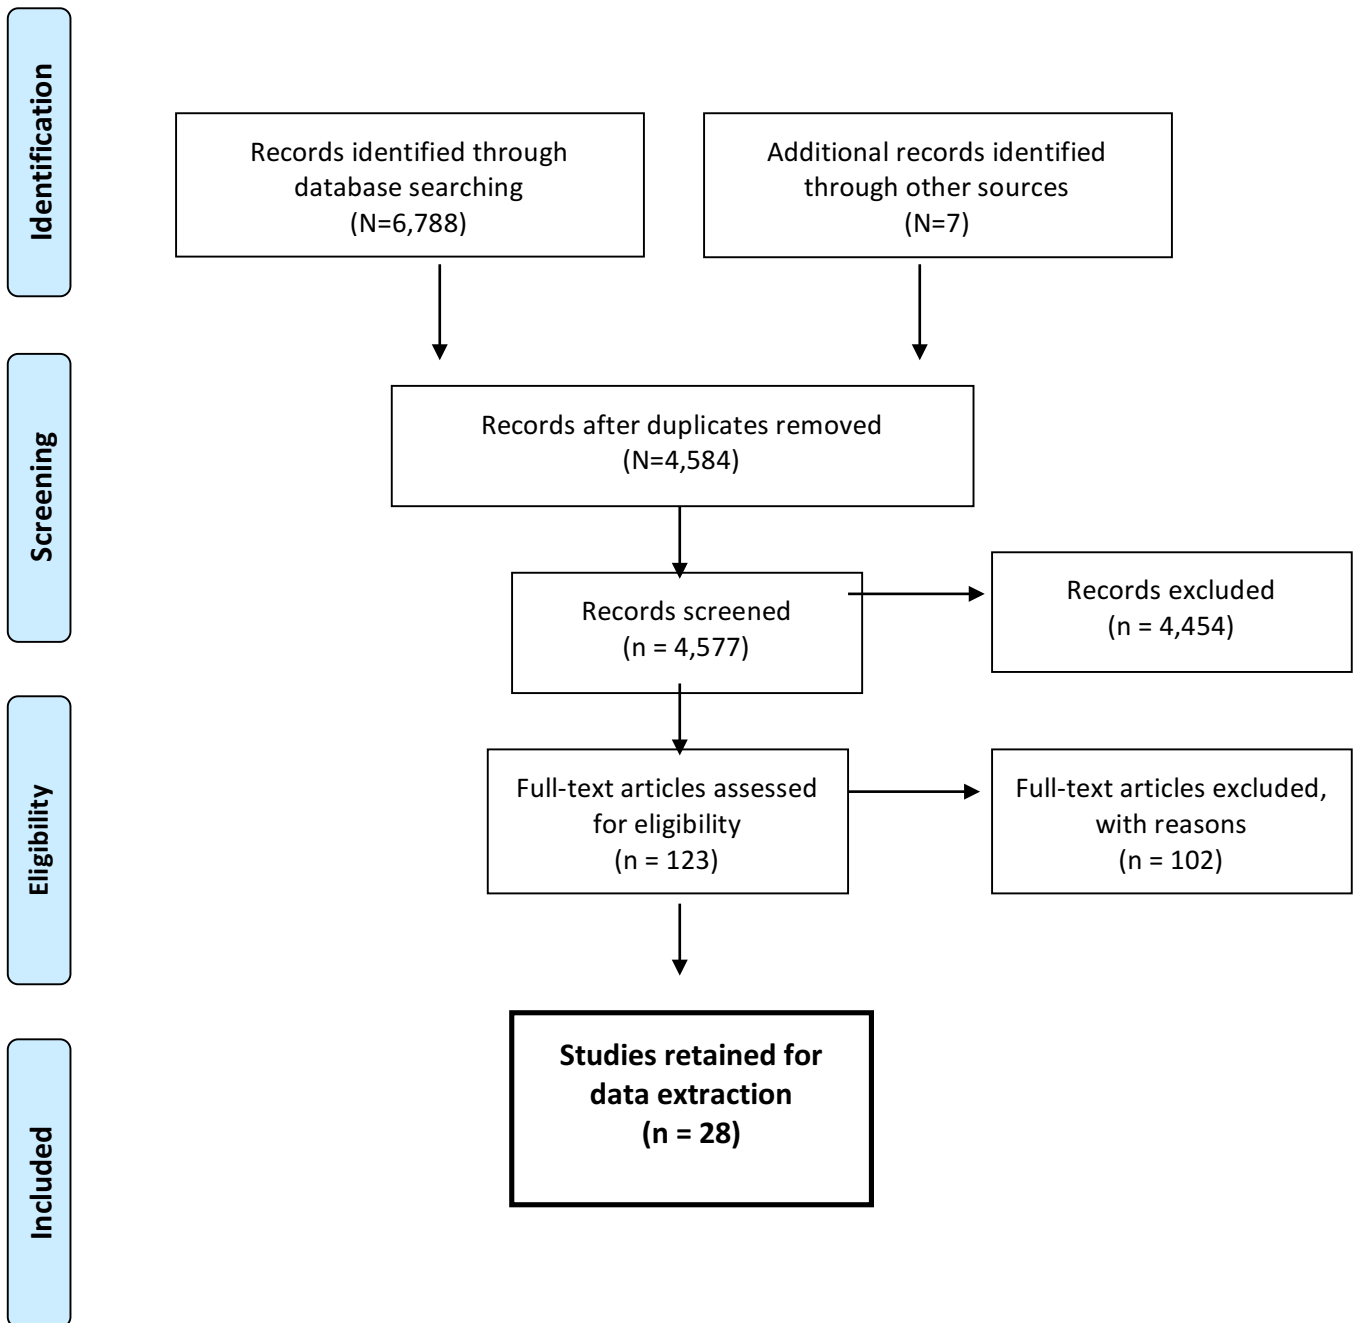 Identification
Records identified through
database searching
(N=6,788)
Additional records identified
through other sources
(N=7)
Screening
Records after duplicates removed
(N=4,584)
Records screened
(n = 4,577)
Records excluded
(n = 4,454)
Eligibility
Full-text articles assessed
for eligibility
(n = 123)
Full-text articles excluded,
with reasons
(n = 102)
Included
Studies retained for
data extraction
(n = 28)